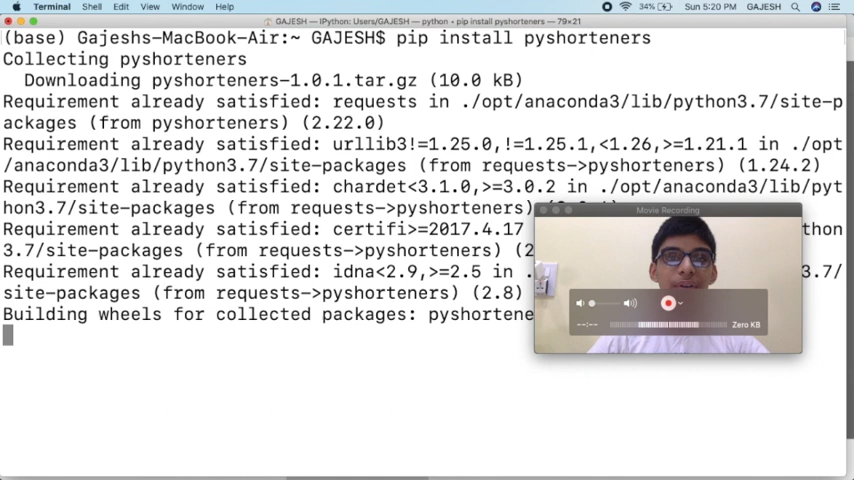 Terminal Shell Edit View Window Help 34% Sun 5:20 PM GAJESH
GAJESH — IPython: Users/GAJESH — python • pip install pyshorteners — 79×21
(base) Gajeshs-MacBook-Air:~ GAJESH$ pip install pyshorteners
Collecting pyshorteners
Downloading pyshorteners-1.0.1.tar.gz (10.0 kB)
Requirement already satisfied: requests in ./opt/anaconda3/lib/python3.7/site-p
ackages (from pyshorteners) (2.22.0)
Requirement already satisfied: urllib3!=1.25.0,!=1.25.1,<1.26,>=1.21.1 in ./opt
/anaconda3/lib/python3.7/site-packages (from requests->pyshorteners) (1.24.2)
Requirement already satisfied: chardet<3.1.0,>=3.0.2 in ./opt/anaconda3/lib/pyt
hon3.7/site-packages (from requests->pyshorteners)
Requirement already satisfied: certifi>=2017.4.17 thon
3.7/site-packages (from requests->pyshorteners) (2
Requirement already satisfied: idna<2.9,>=2.5 in . 3.7/
site-packages (from requests->pyshorteners) (2.8)
Building wheels for collected packages: pyshortene
Movie Recording
--:-- Zero KB